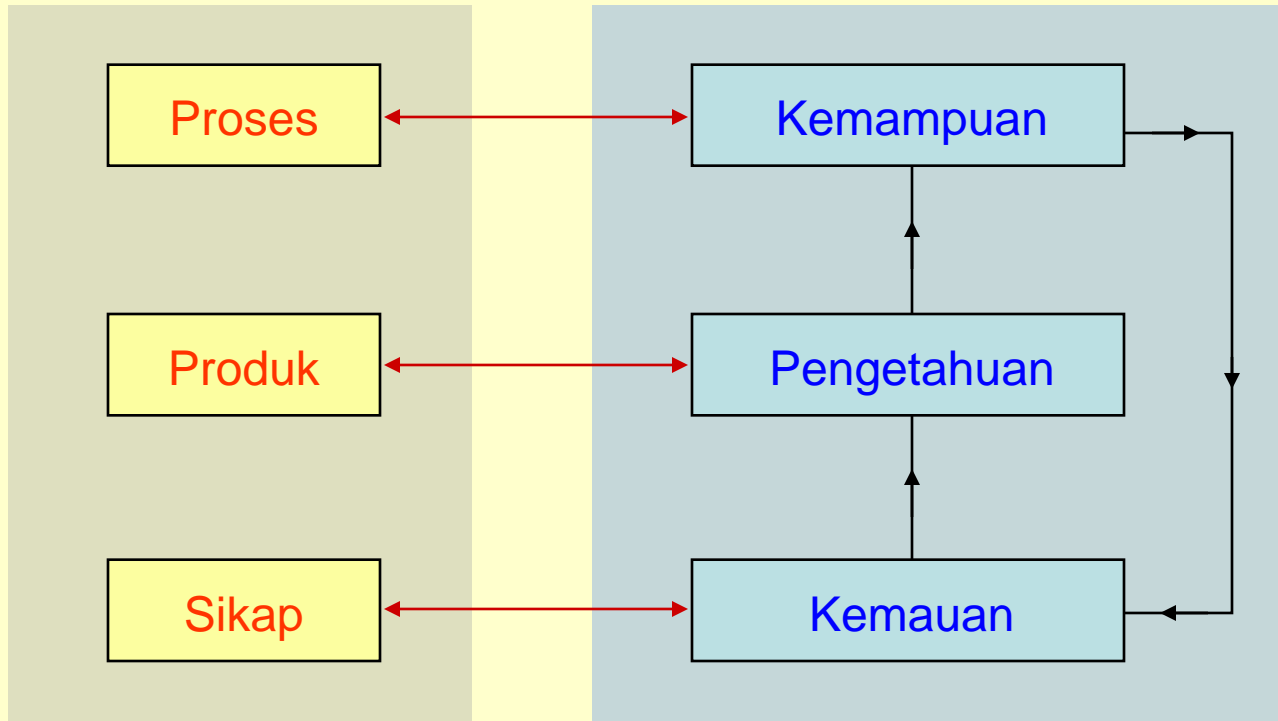 Proses
Kemampuan
Produk
Pengetahuan
Sikap
Kemauan